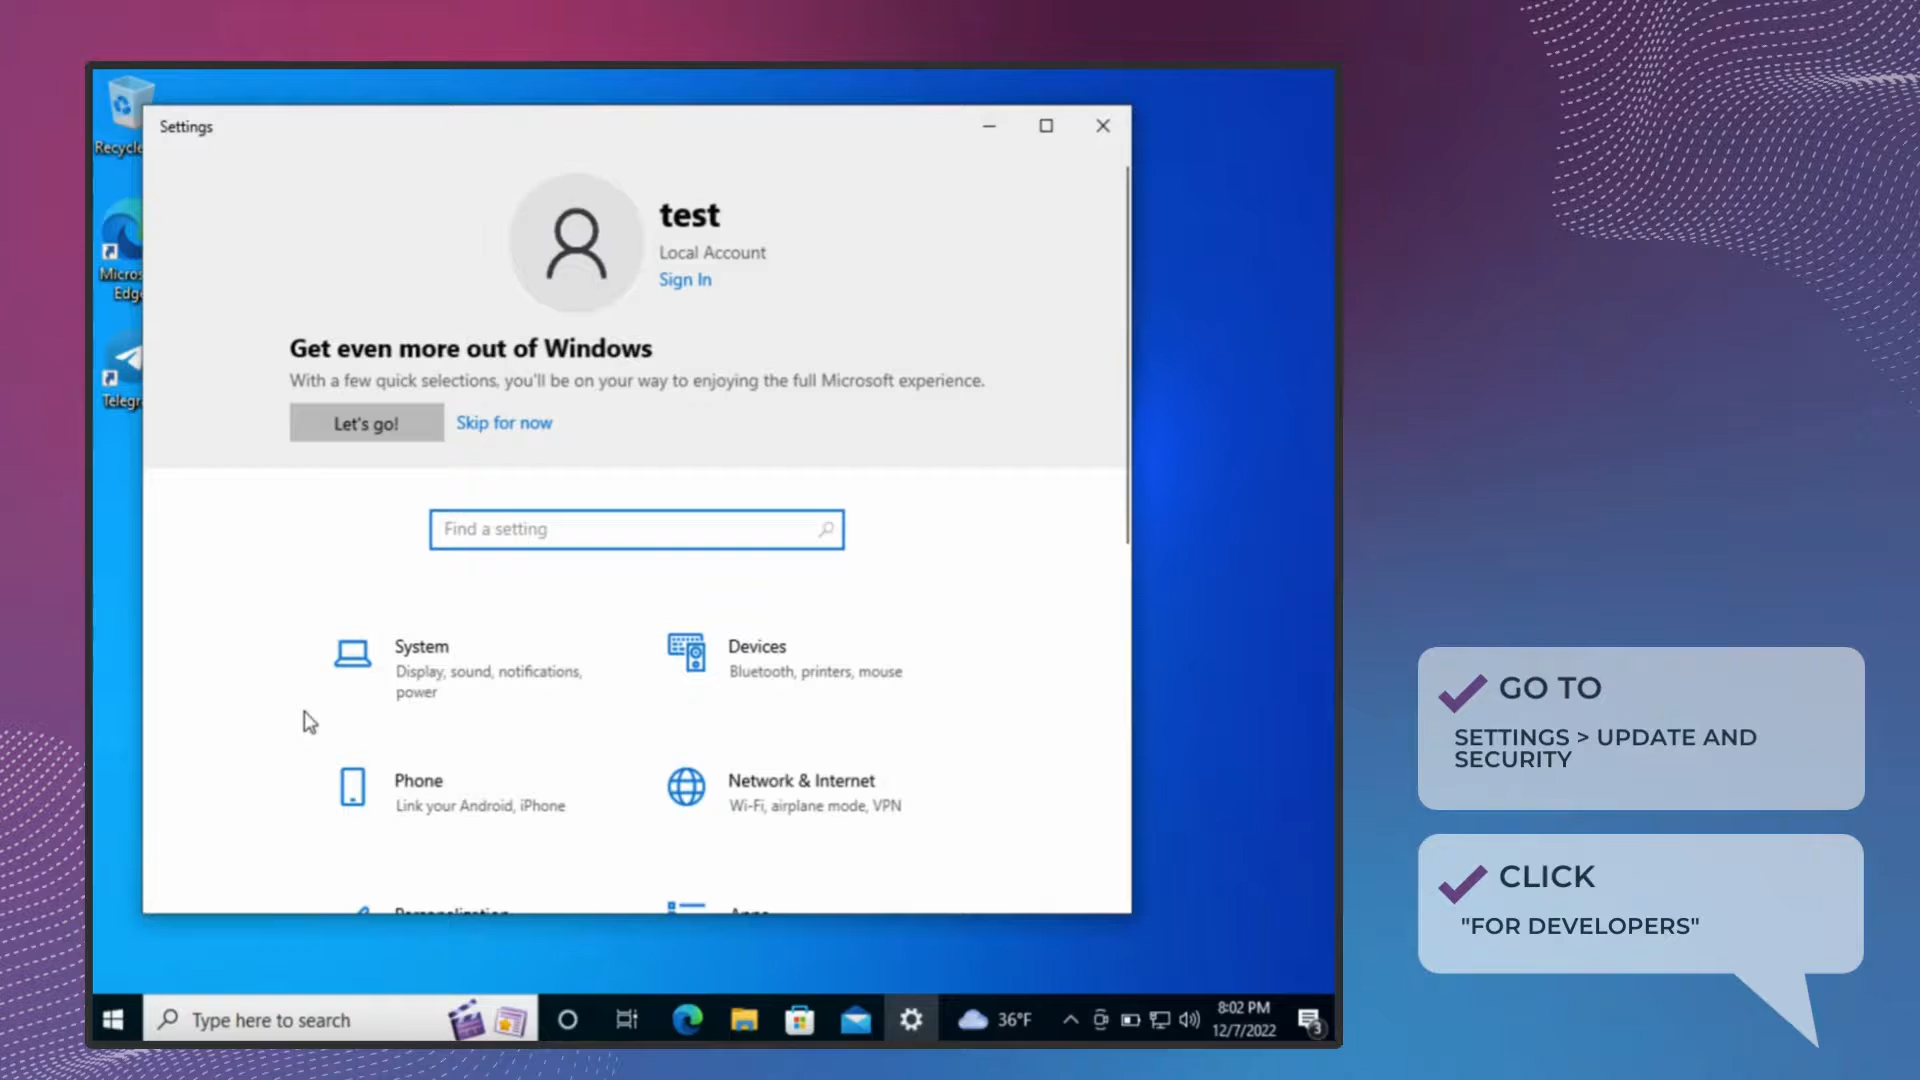 Recycle
Settings
test
Local Account
Sign In
Micros
Edg
Get even more out of Windows
With a few quick selections, you'll be on your way to enjoying the full Microsoft experience.
Telegr
Let's go!
Skip for now
Find a setting
System
Display, sound, notifications,
power
Devices
Bluetooth, printers, mouse
Phone
Link your Android, iPhone
Network & Internet
Wi-Fi, airplane mode, VPN
Personalization
Apps
GO TO
SETTINGS > UPDATE AND
SECURITY
CLICK
"FOR DEVELOPERS"
Type here to search
36°F
8:02 PM
12/7/2022
3